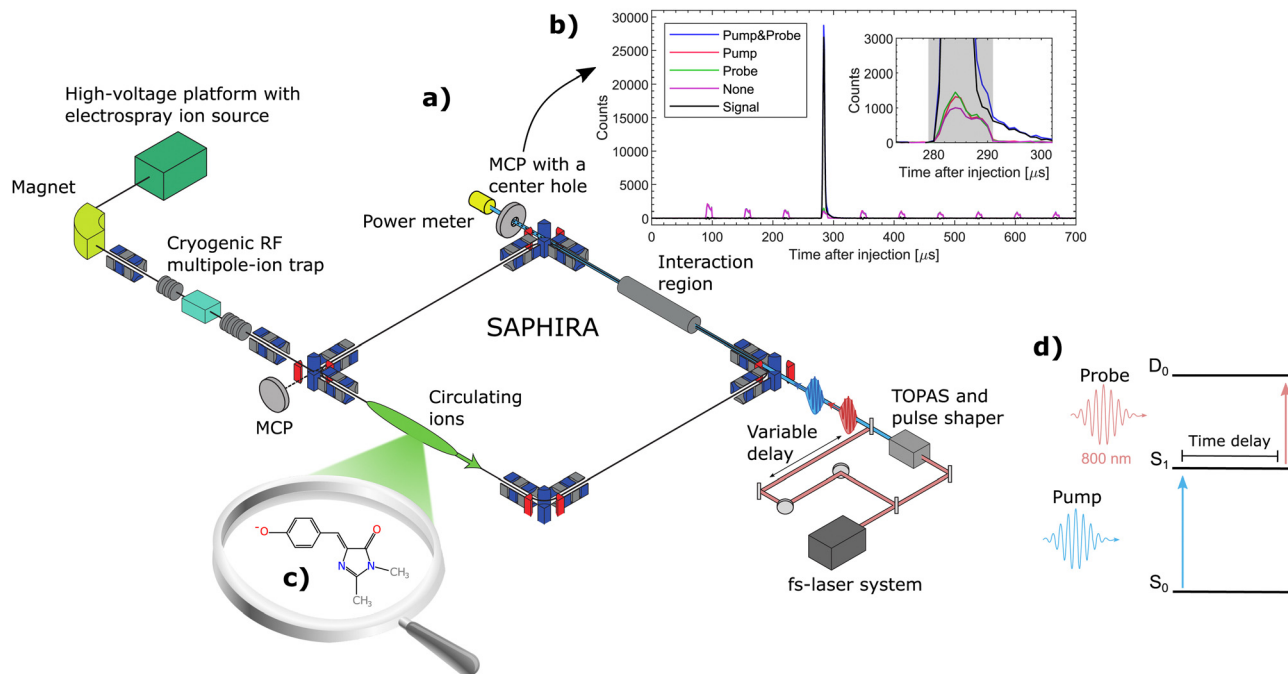 a)
High-voltage platform with
electrospray ion source
Magnet
Cryogenic RF
multipole-ion trap
MCP with a
center hole
Power meter
Interaction
region
SAPHIRA
MCP
Circulating
ions
Variable
delay
TOPAS and
pulse shaper
fs-laser system
b)
30000
25000
20000
15000
10000
5000
0
Counts
0 100 200 300 400 500 600 700
Time after injection [μs]
Pump&Probe
Pump
Probe
None
Signal
3000
2000
1000
0
Counts
280 290 300
Time after injection [μs]
c)
⁻O
O
N
N
CH₃
CH₃
d)
D₀
Probe
800 nm
Time delay
S₁
Pump
S₀